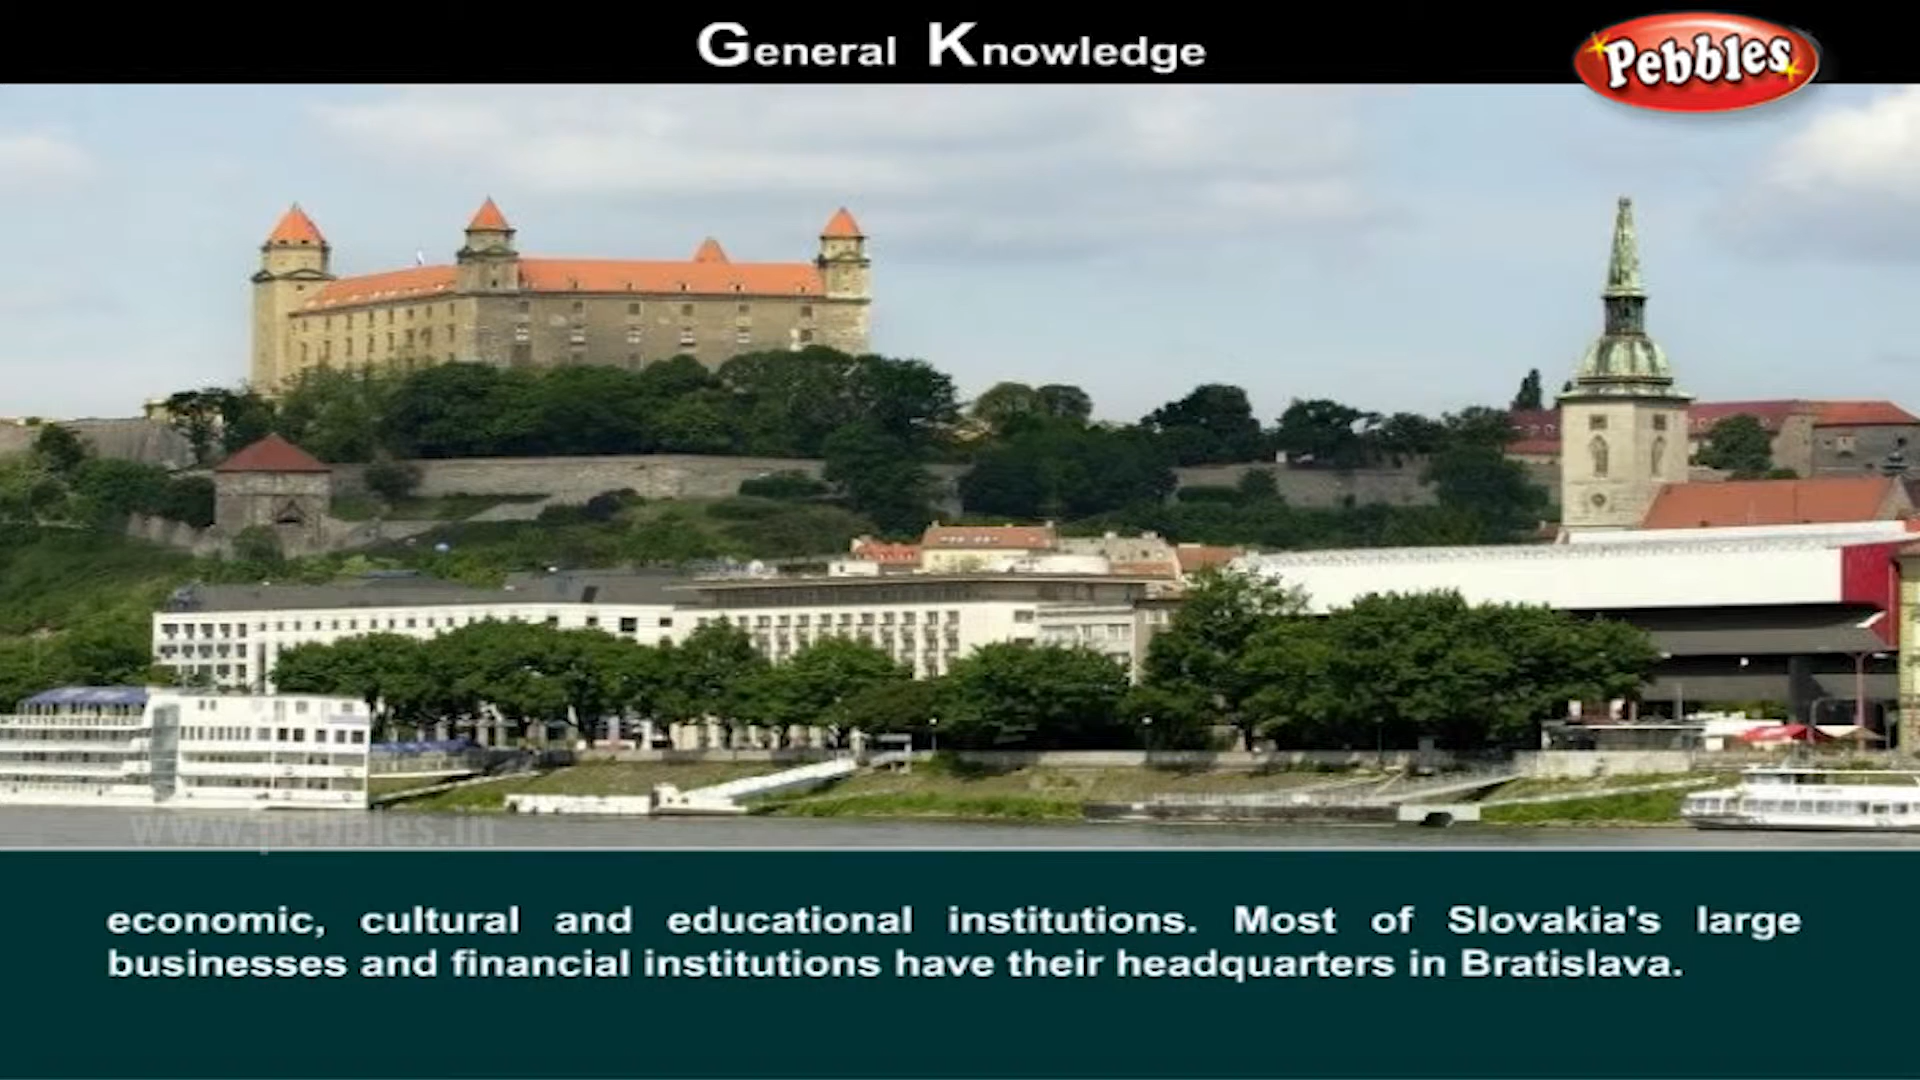 General Knowledge
Pebbles
www.pebbles.in
economic, cultural and educational institutions. Most of Slovakia's large
businesses and financial institutions have their headquarters in Bratislava.